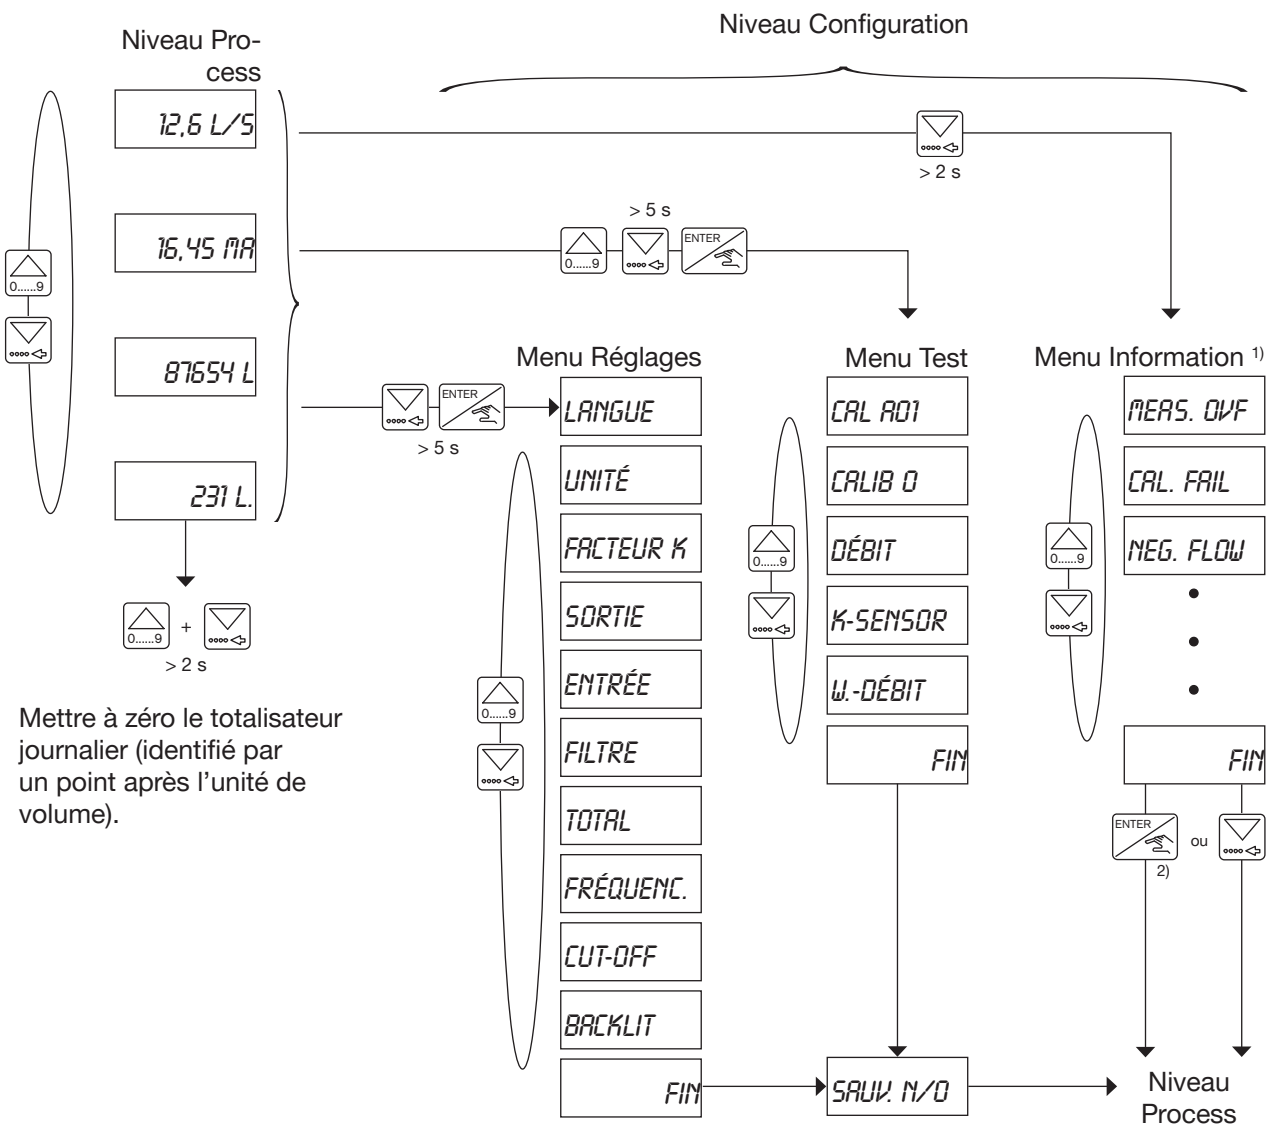 Niveau Configuration
Niveau Pro-
cess
12,6 L/S
> 2 s
16,45 MA
> 5 s
0......9
ENTER
0......9
87654 L
ENTER
> 5 s
231 L.
0......9
+
> 2 s
Mettre à zéro le totalisateur
journalier (identifié par
un point après l'unité de
volume).
Menu Réglages
LANGUE
UNITÉ
FACTEUR K
SORTIE
ENTRÉE
0......9
FILTRE
TOTAL
FRÉQUENC.
CUT-OFF
BACKLIT
FIN
Menu Test
CAL AO1
CALIB 0
DÉBIT
0......9
K-SENSOR
W.-DÉBIT
FIN
SAUV. N/O
Menu Information 1)
MEAS. OVF
CAL. FAIL
NEG. FLOW
0......9
FIN
ENTER
ou
2)
Niveau
Process